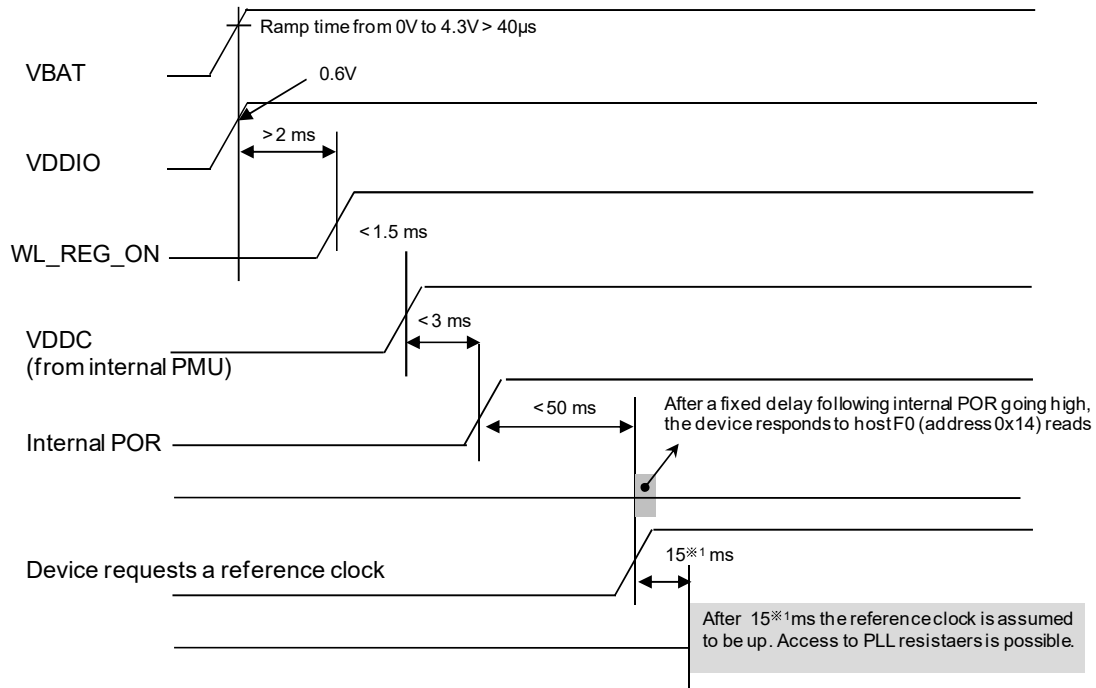 Ramp time from 0V to 4.3V > 40µs
VBAT
0.6V
>2 ms
VDDIO
<1.5 ms
WL_REG_ON
<3 ms
VDDC
(from internal PMU)
<50 ms
After a fixed delay following internal POR going high,
the device responds to host F0 (address 0x14) reads
Internal POR
15※1 ms
Device requests a reference clock
After 15※1ms the reference clock is assumed
to be up. Access to PLL resistaers is possible.